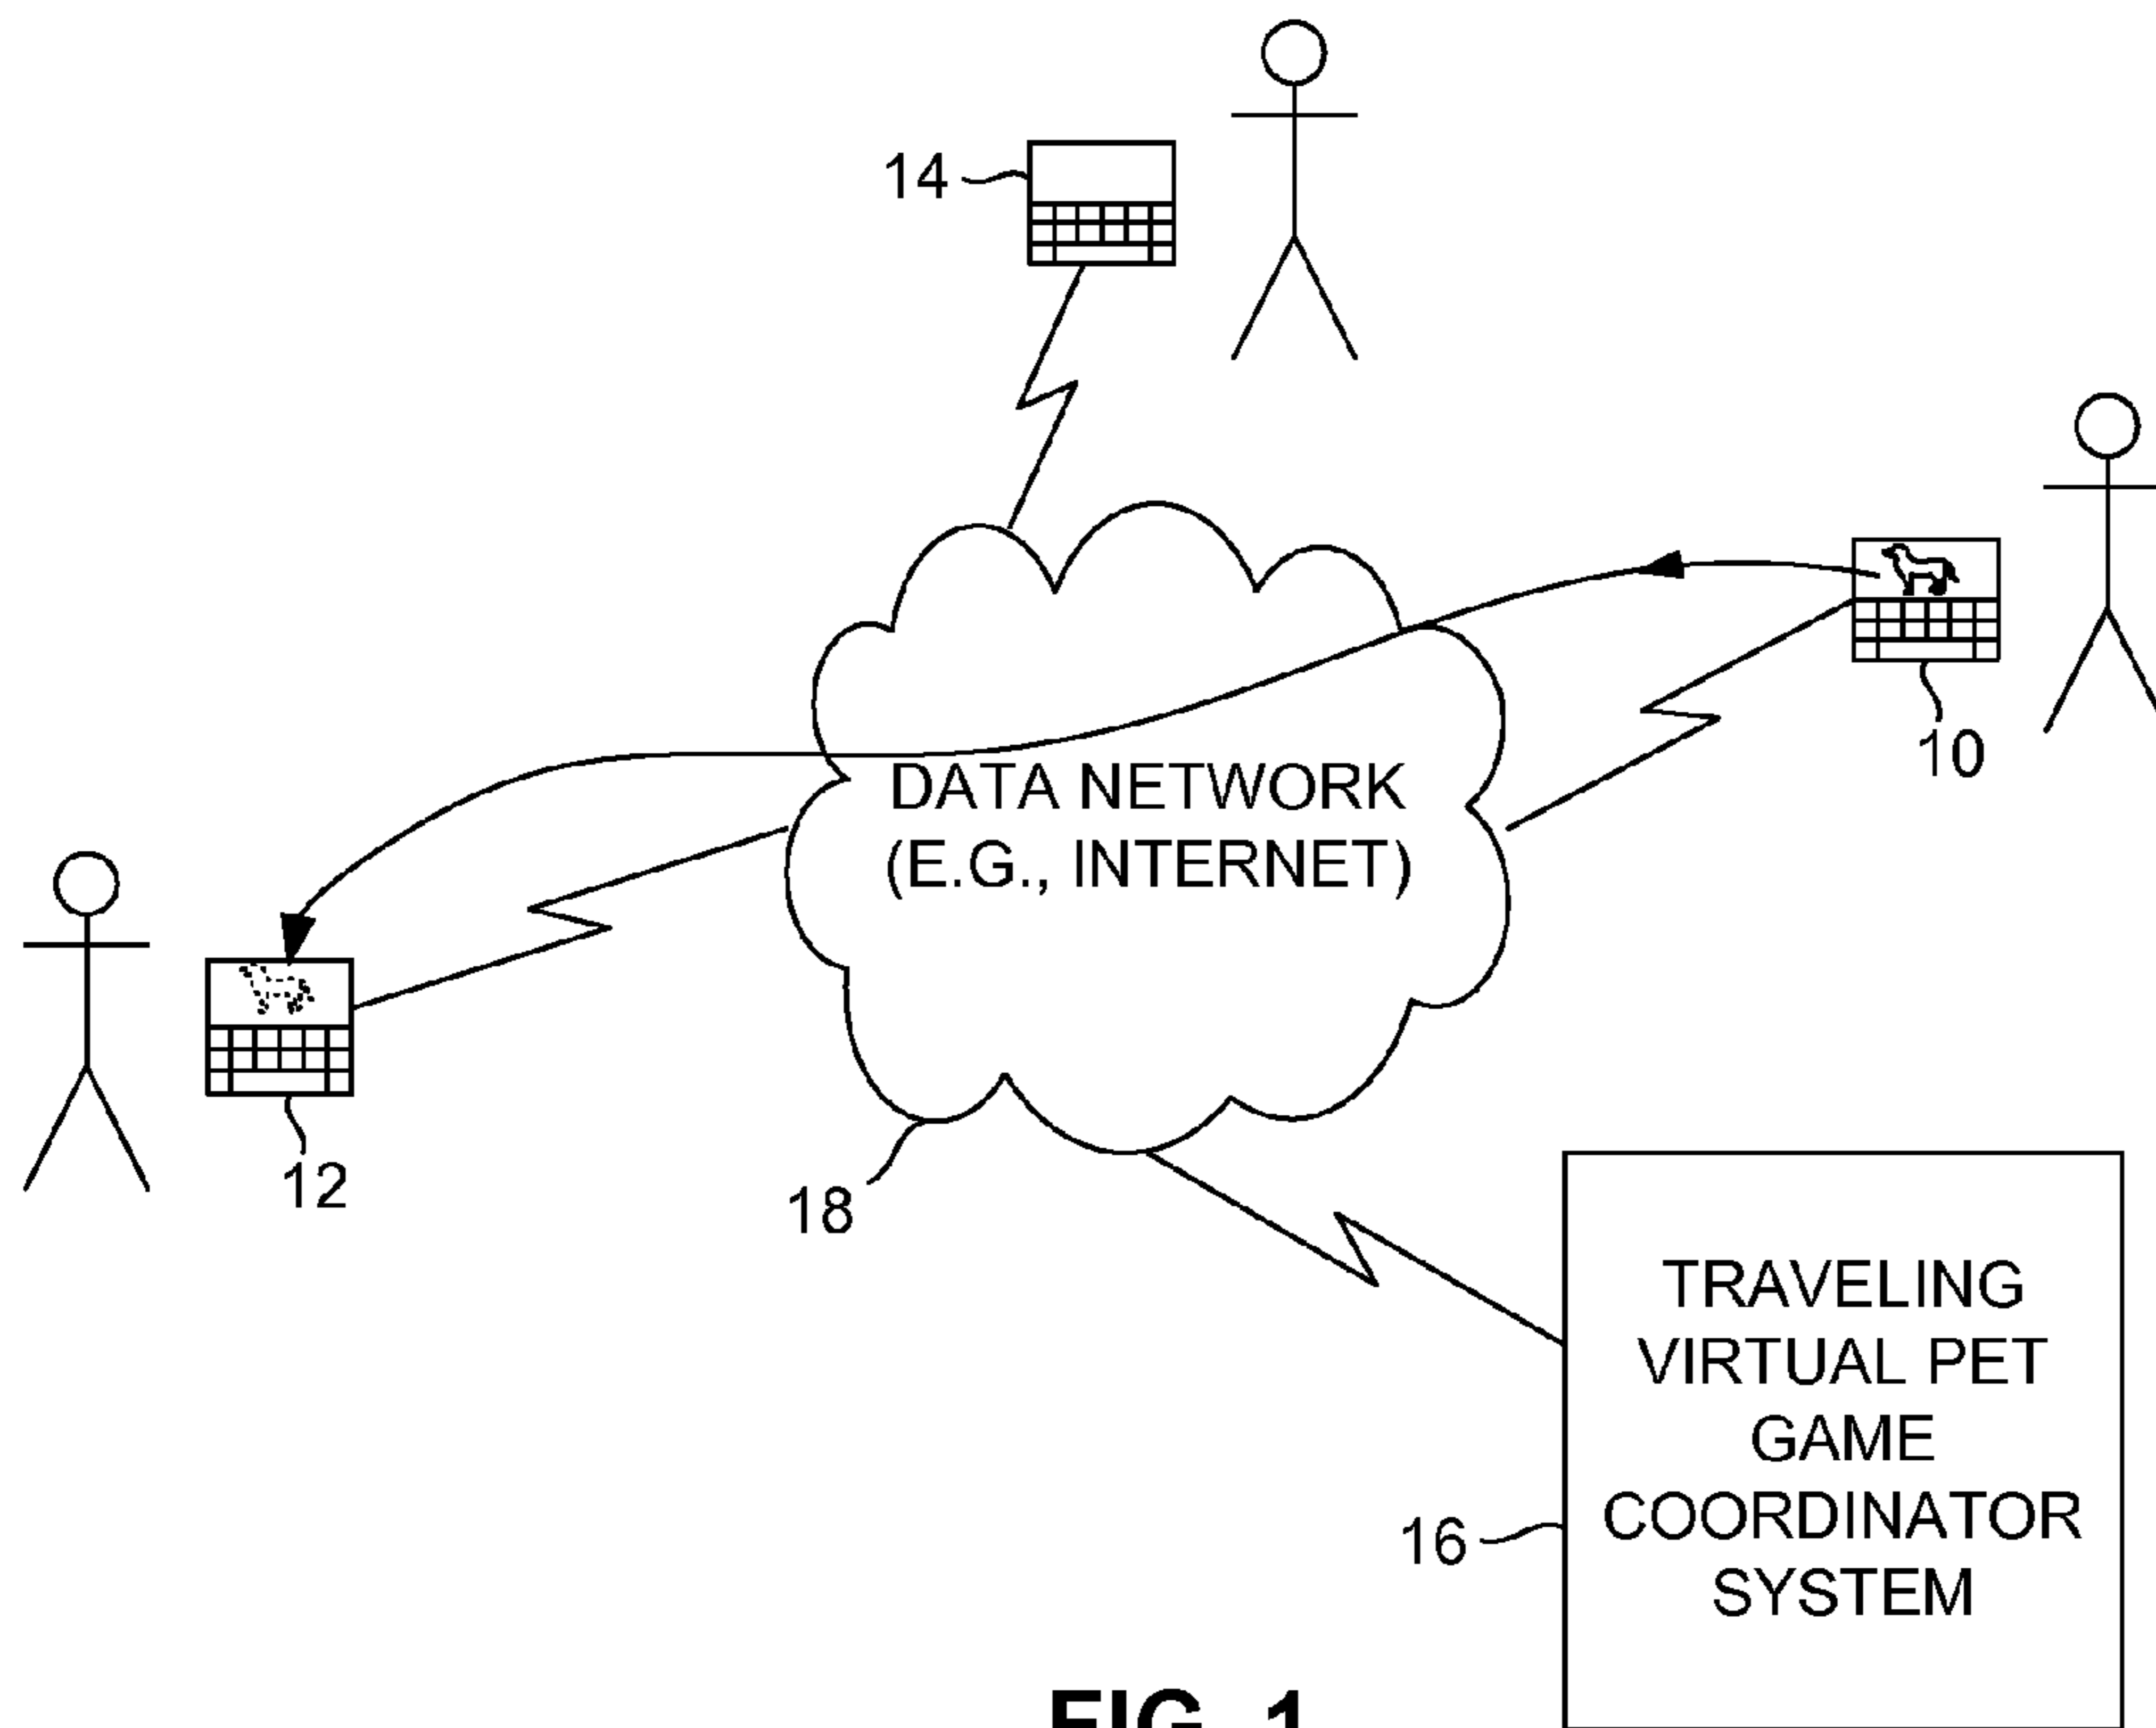 14
10
DATA NETWORK
(E.G., INTERNET)
12
18
TRAVELING
VIRTUAL PET
GAME
COORDINATOR
SYSTEM
16
FIG. 1